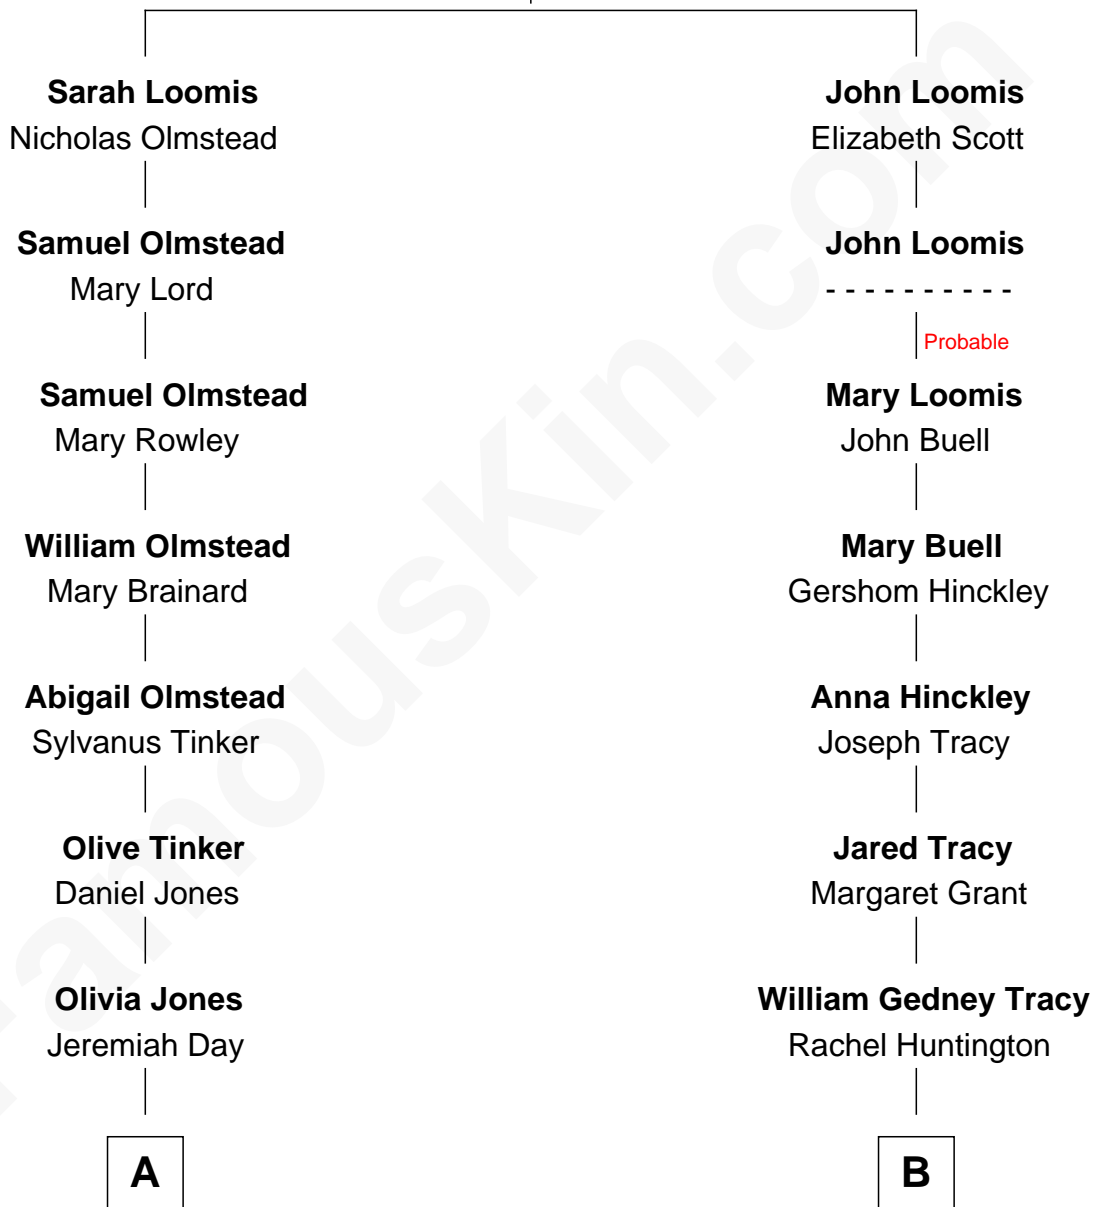 Sarah Loomis
Nicholas Olmstead
Samuel Olmstead
Mary Lord
Samuel Olmstead
Mary Rowley
William Olmstead
Mary Brainard
Abigail Olmstead
Sylvanus Tinker
Olive Tinker
Daniel Jones
Olivia Jones
Jeremiah Day
A
John Loomis
Elizabeth Scott
John Loomis
- - - - - - - - - -
Probable
Mary Loomis
John Buell
Mary Buell
Gershom Hinckley
Anna Hinckley
Joseph Tracy
Jared Tracy
Margaret Grant
William Gedney Tracy
Rachel Huntington
B
FamousKin.com